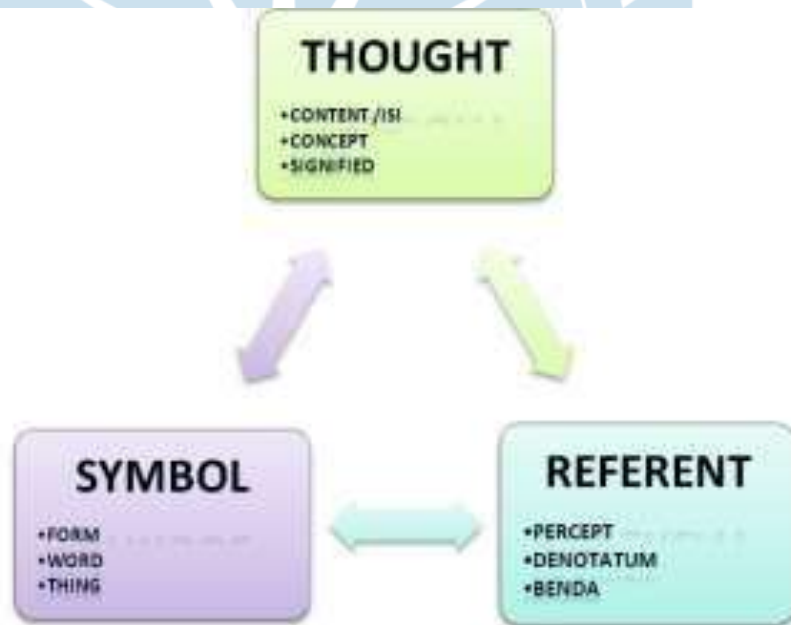 THOUGHT
•CONTENT /ISI
•CONCEPT
•SIGNIFIED
SYMBOL
•FORM
•WORD
•THING
REFERENT
•PERCEPT
•DENOTATUM
•BENDA